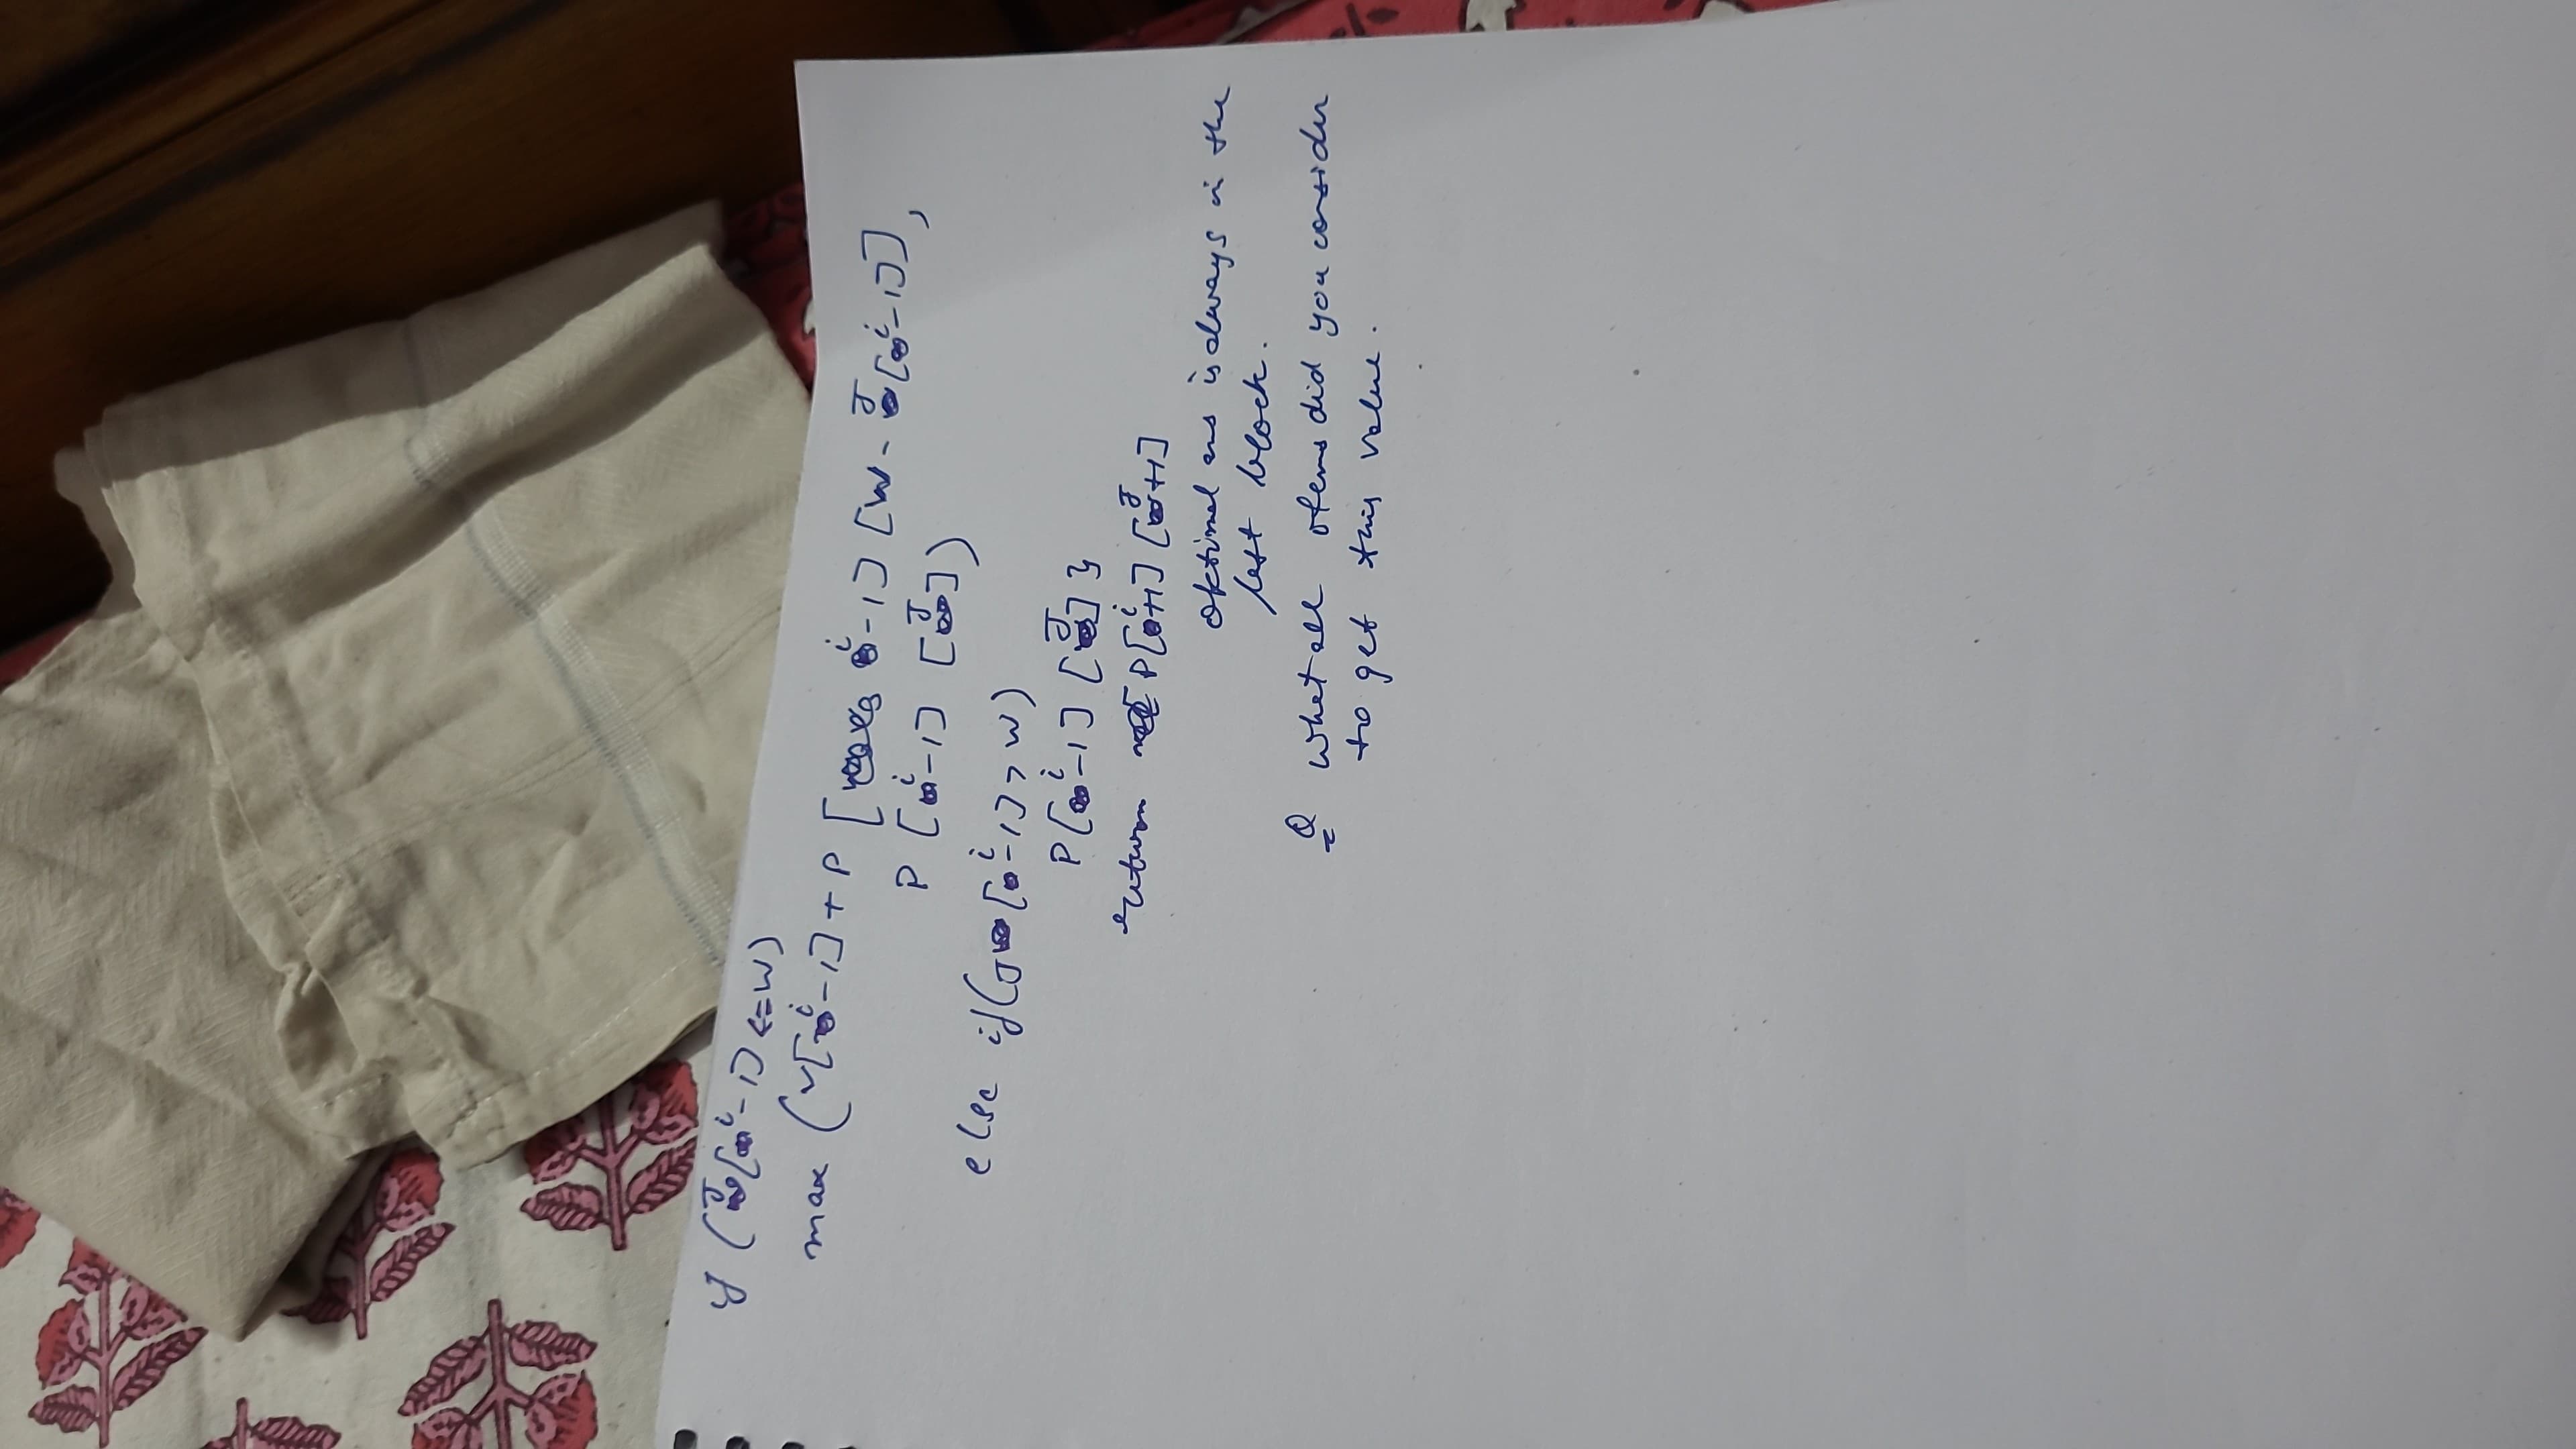 if (J[i-1] <= W)
max (v[i-1] + P [i-1] [W - J[i-1]],
P [i-1] [J])
else if (J[i-1] > W)
P[i-1] [J] }
return P[i+1] [J+1]
optimal ans is always in the
last block.
Q What all items did you consider
to get this value.